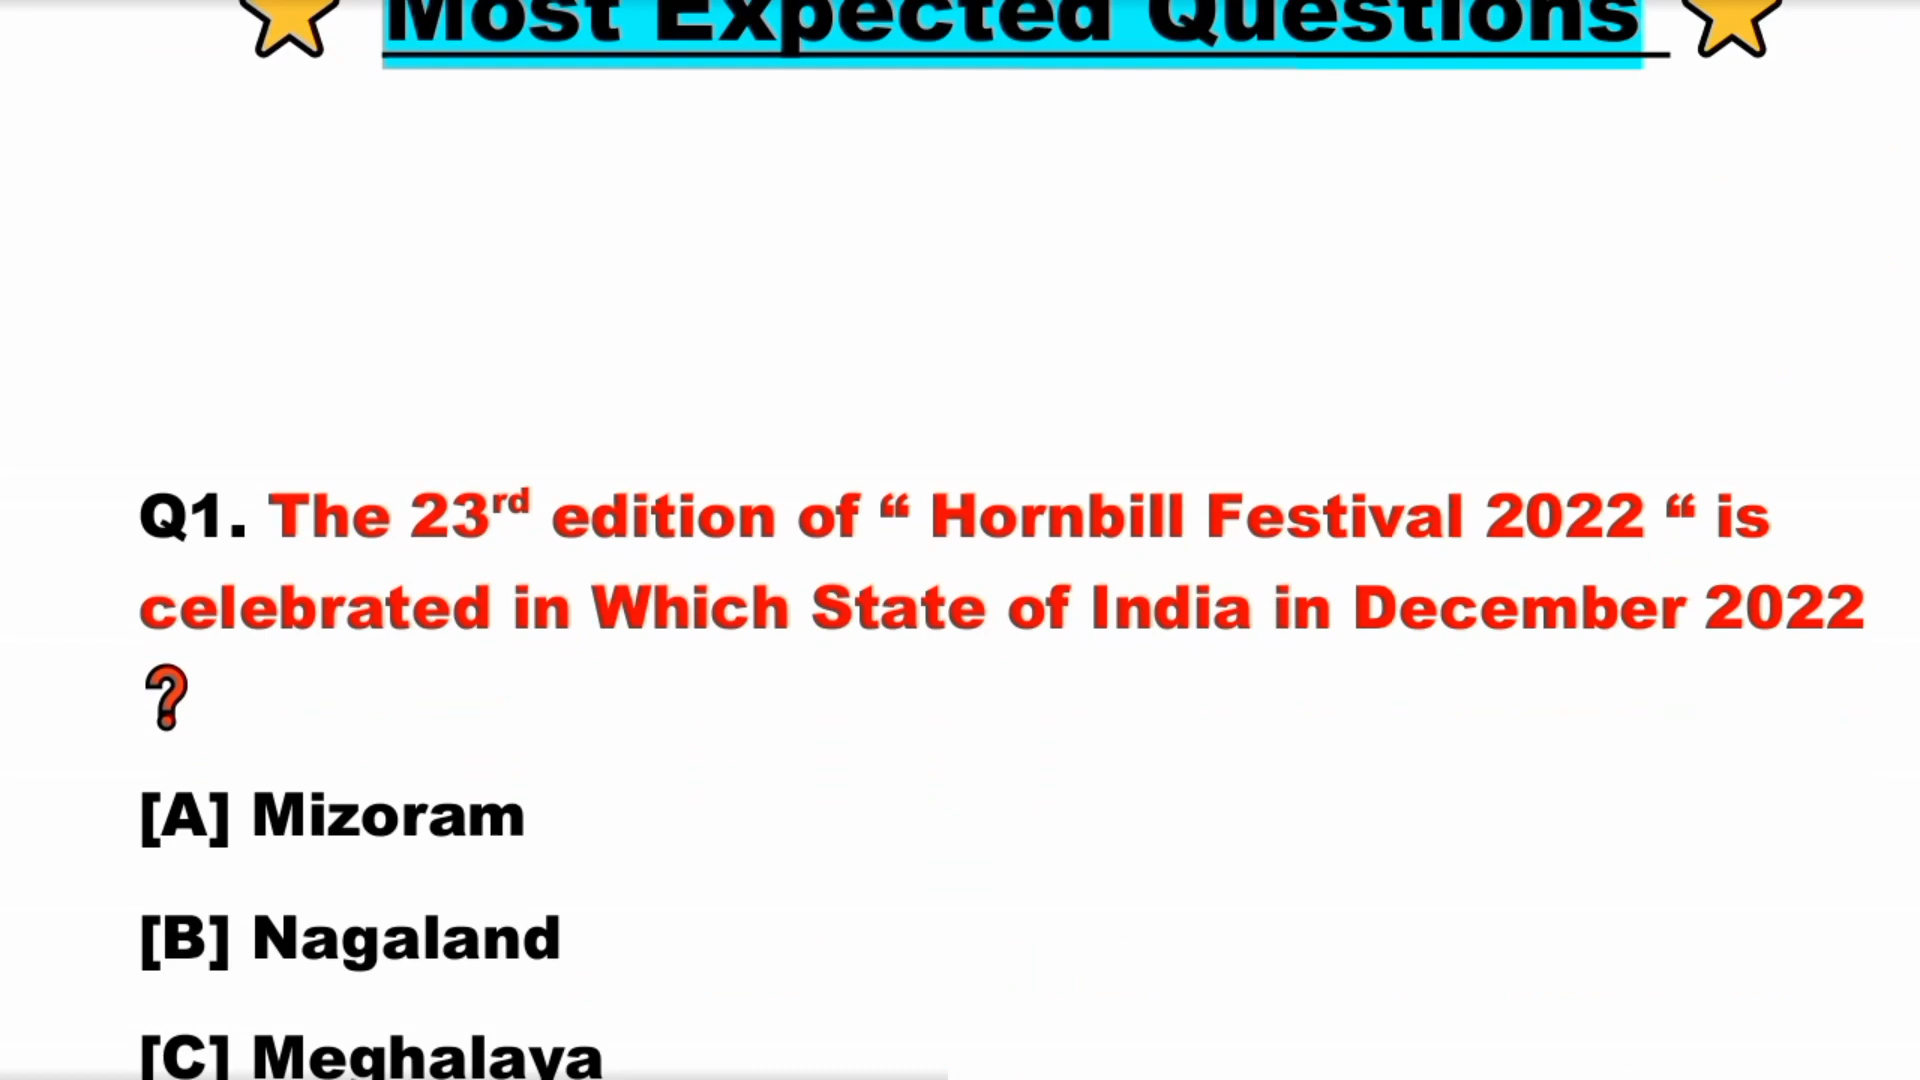 Most Expected Questions
Q1. The 23rd edition of “ Hornbill Festival 2022 “ is
celebrated in Which State of India in December 2022
❓
[A] Mizoram
[B] Nagaland
[C] Meghalaya